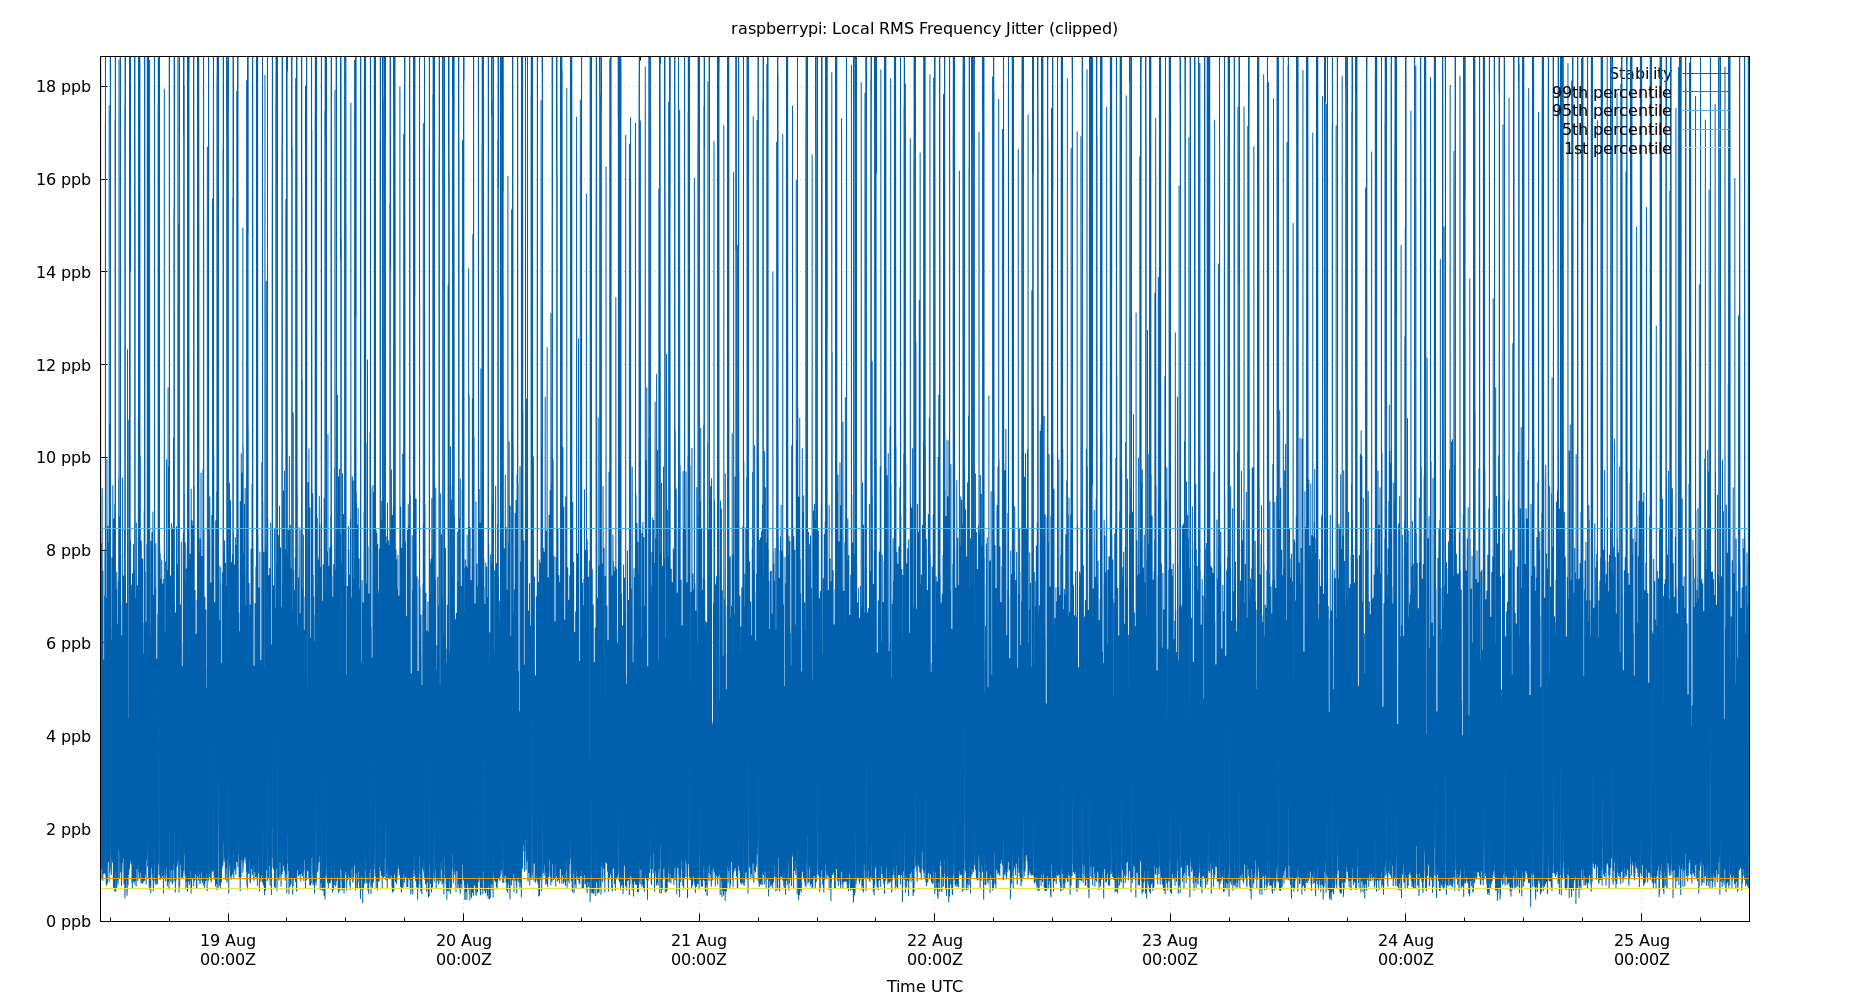 raspberrypi: Local RMS Frequency Jitter (clipped)
18 ppb
16 ppb
14 ppb
12 ppb
10 ppb
8 ppb
6 ppb
4 ppb
2 ppb
0 ppb
Stability
99th percentile
95th percentile
5th percentile
1st percentile
19 Aug
00:00Z
20 Aug
00:00Z
21 Aug
00:00Z
22 Aug
00:00Z
23 Aug
00:00Z
24 Aug
00:00Z
25 Aug
00:00Z
Time UTC